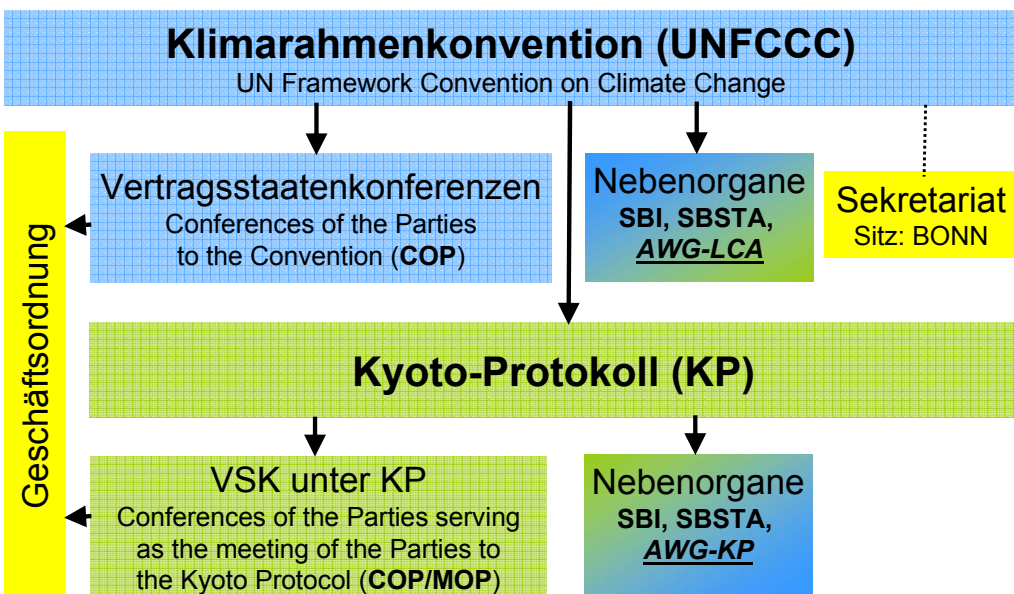 Klimarahmenkonvention (UNFCCC)
UN Framework Convention on Climate Change
Geschäftsordnung
Vertragsstaatenkonferenzen
Conferences of the Parties
to the Convention (COP)
Nebenorgane
SBI, SBSTA,
AWG-LCA
Sekretariat
Sitz: BONN
Kyoto-Protokoll (KP)
VSK unter KP
Conferences of the Parties serving
as the meeting of the Parties to
the Kyoto Protocol (COP/MOP)
Nebenorgane
SBI, SBSTA,
AWG-KP